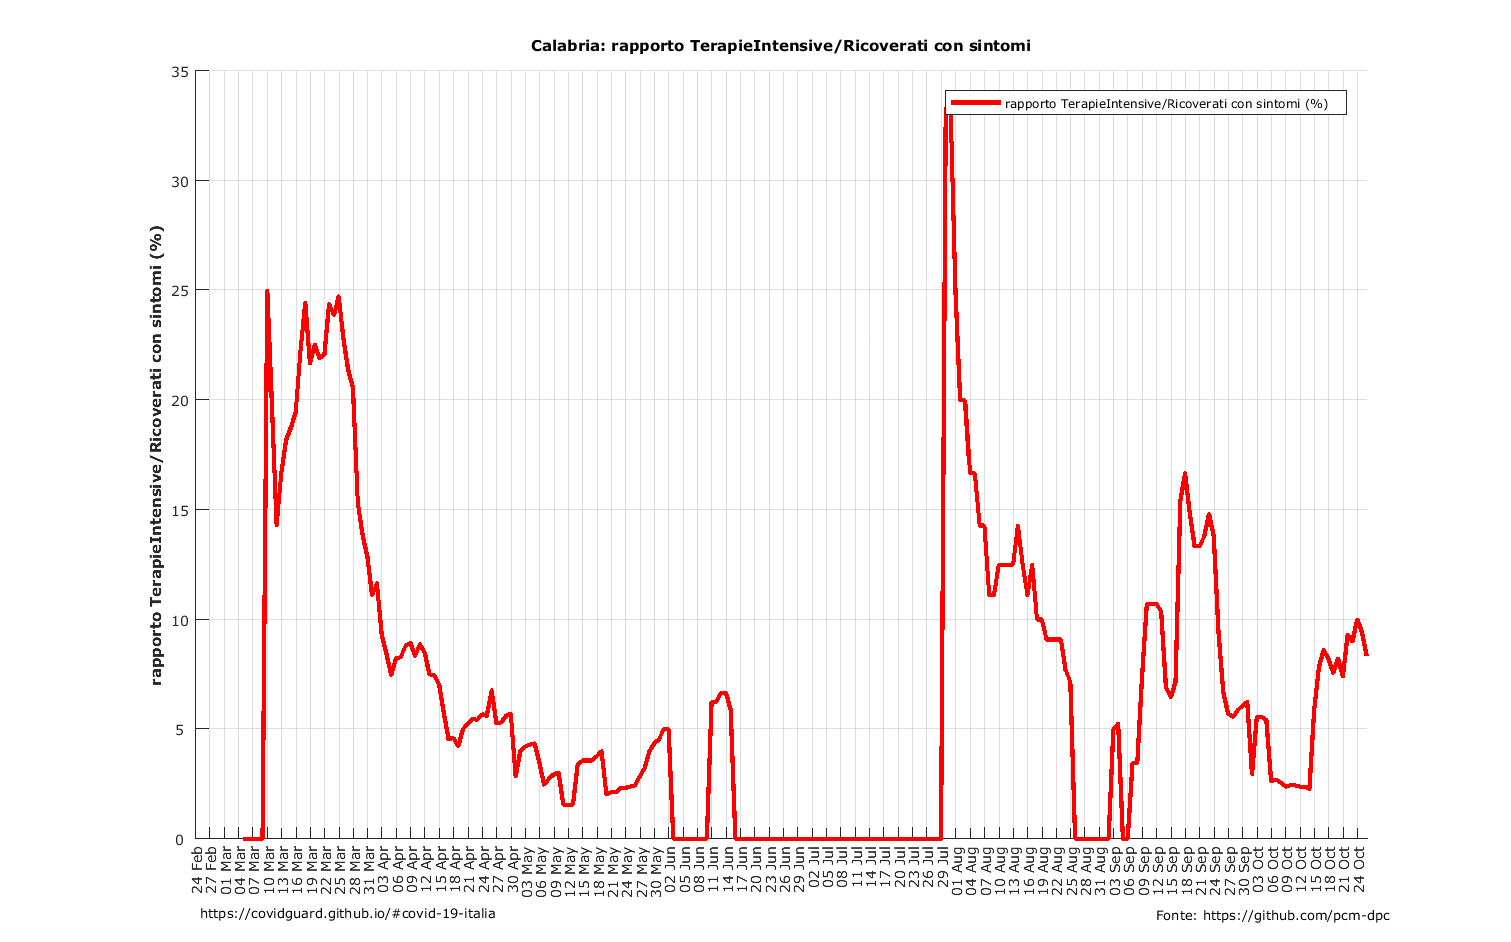 Calabria: rapporto TerapieIntensive/Ricoverati con sintomi
rapporto TerapieIntensive/Ricoverati con sintomi (%)
rapporto TerapieIntensive/Ricoverati con sintomi (%)
35
30
25
20
15
10
5
0
24 Feb
27 Feb
01 Mar
04 Mar
07 Mar
10 Mar
13 Mar
16 Mar
19 Mar
22 Mar
25 Mar
28 Mar
31 Mar
03 Apr
06 Apr
09 Apr
12 Apr
15 Apr
18 Apr
21 Apr
24 Apr
27 Apr
30 Apr
03 May
06 May
09 May
12 May
15 May
18 May
21 May
24 May
27 May
30 May
02 Jun
05 Jun
08 Jun
11 Jun
14 Jun
17 Jun
20 Jun
23 Jun
26 Jun
29 Jun
02 Jul
05 Jul
08 Jul
11 Jul
14 Jul
17 Jul
20 Jul
23 Jul
26 Jul
29 Jul
01 Aug
04 Aug
07 Aug
10 Aug
13 Aug
16 Aug
19 Aug
22 Aug
25 Aug
28 Aug
31 Aug
03 Sep
06 Sep
09 Sep
12 Sep
15 Sep
18 Sep
21 Sep
24 Sep
27 Sep
30 Sep
03 Oct
06 Oct
09 Oct
12 Oct
15 Oct
18 Oct
21 Oct
24 Oct
https://covidguard.github.io/#covid-19-italia
Fonte: https://github.com/pcm-dpc